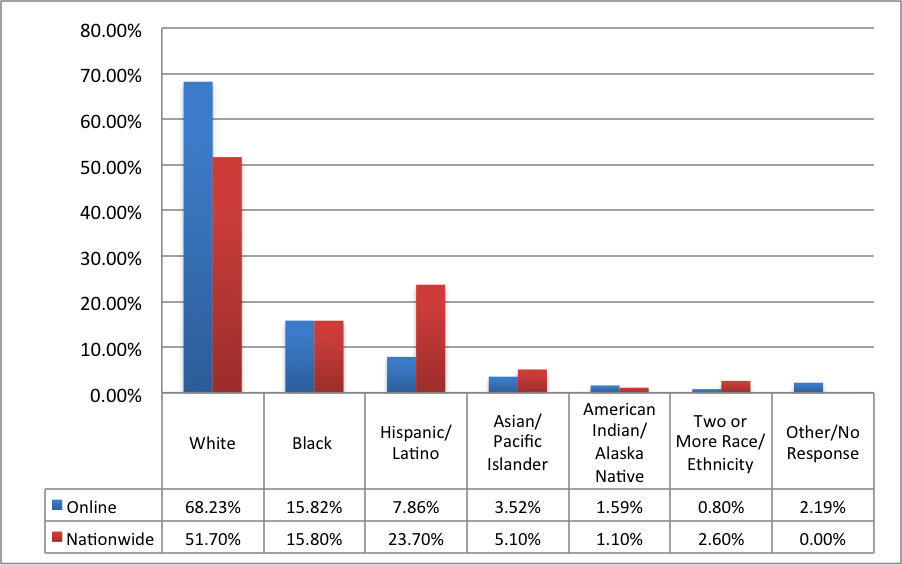 80.00%
70.00%
60.00%
50.00%
40.00%
30.00%
20.00%
10.00%
0.00%
White
Black
Hispanic/
Latino
Asian/
Pacific
Islander
American
Indian/
Alaska
Native
Two or
More Race/
Ethnicity
Other/No
Response
Online 68.23% 15.82% 7.86% 3.52% 1.59% 0.80% 2.19%
Nationwide 51.70% 15.80% 23.70% 5.10% 1.10% 2.60% 0.00%